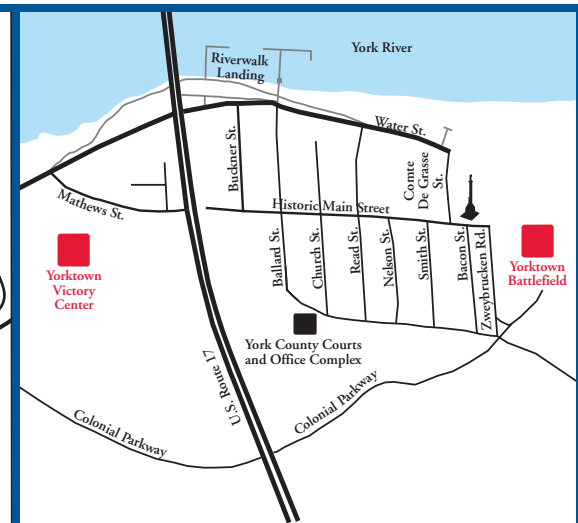 York River
Riverwalk
Landing
Water St.
Buckner St.
Comte
De Grasse
St.
Mathews St.
Historic Main Street
Ballard St.
Church St.
Read St.
Nelson St.
Smith St.
Bacon St.
Zweybrucken Rd.
Yorktown
Victory
Center
Yorktown
Battlefield
York County Courts
and Office Complex
U.S. Route 17
Colonial Parkway
Colonial Parkway